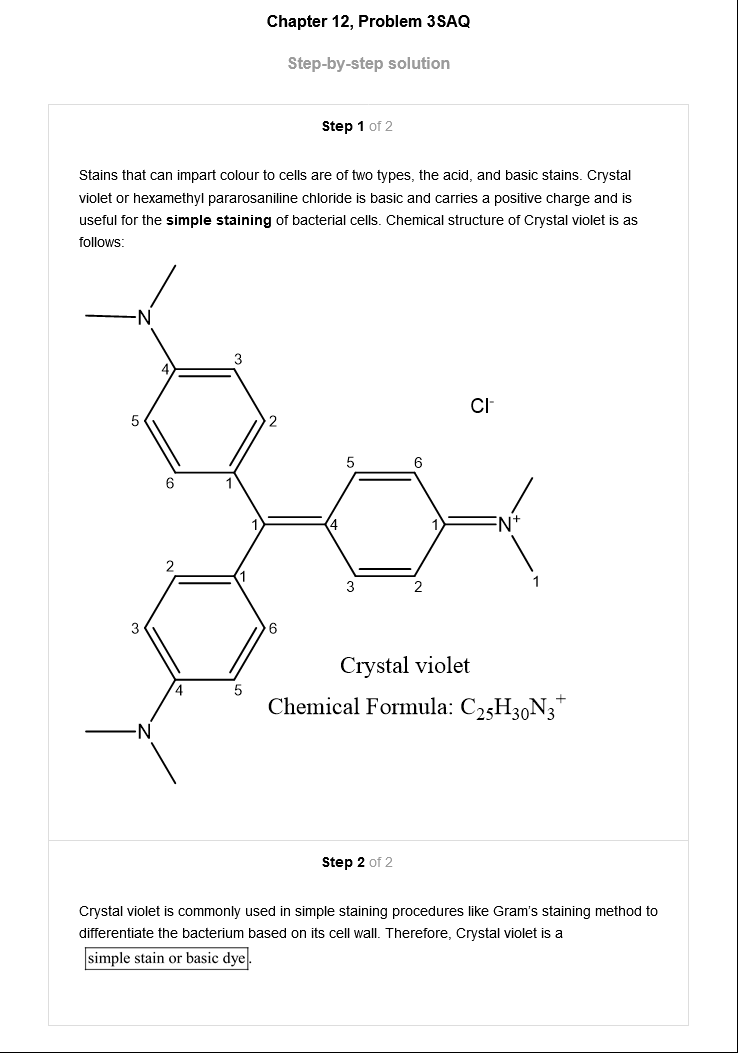 Chapter 12, Problem 3SAQ
Step-by-step solution
Step 1 of 2
Stains that can impart colour to cells are of two types, the acid, and basic stains. Crystal
violet or hexamethyl pararosaniline chloride is basic and carries a positive charge and is
useful for the simple staining of bacterial cells. Chemical structure of Crystal violet is as
follows:
N
4 3
5 2
6 1
Cl⁻
5 6
1 4 1 N⁺
2 1 3 2 1
3 6
4 5
N
Crystal violet
Chemical Formula: C₂₅H₃₀N₃⁺
Step 2 of 2
Crystal violet is commonly used in simple staining procedures like Gram's staining method to
differentiate the bacterium based on its cell wall. Therefore, Crystal violet is a
simple stain or basic dye.